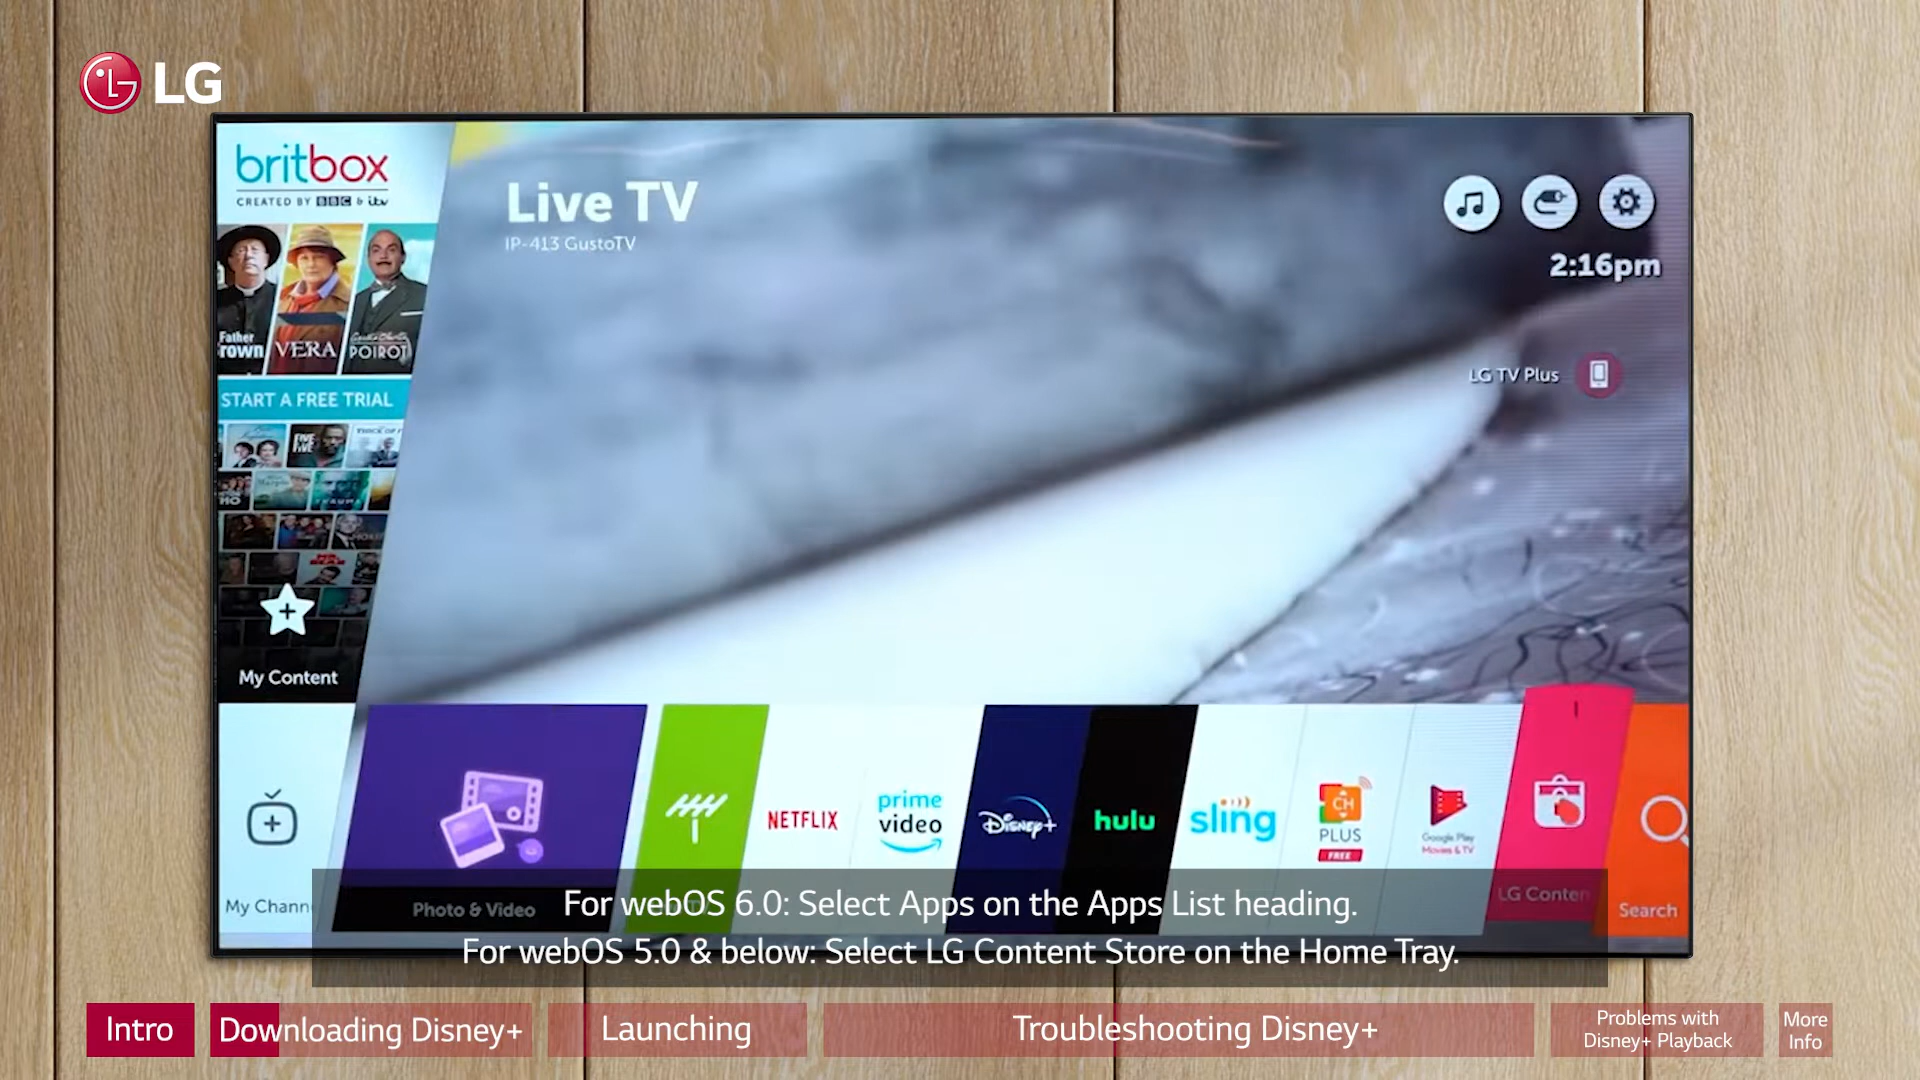 LG
britbox
CREATED BY BBC & itv
Live TV
IP-413 GustoTV
2:16pm
LG TV Plus
Father
Brown
VERA
Agatha Christie
POIROT
START A FREE TRIAL
My Content
NETFLIX
prime
video
Disney+
hulu
sling
CH
PLUS
FREE
Google Play
Movies & TV
My Chann
Photo & Video
LG Conten
Search
For webOS 6.0: Select Apps on the Apps List heading.
For webOS 5.0 & below: Select LG Content Store on the Home Tray.
Intro
Downloading Disney+
Launching
Troubleshooting Disney+
Problems with
Disney+ Playback
More
Info